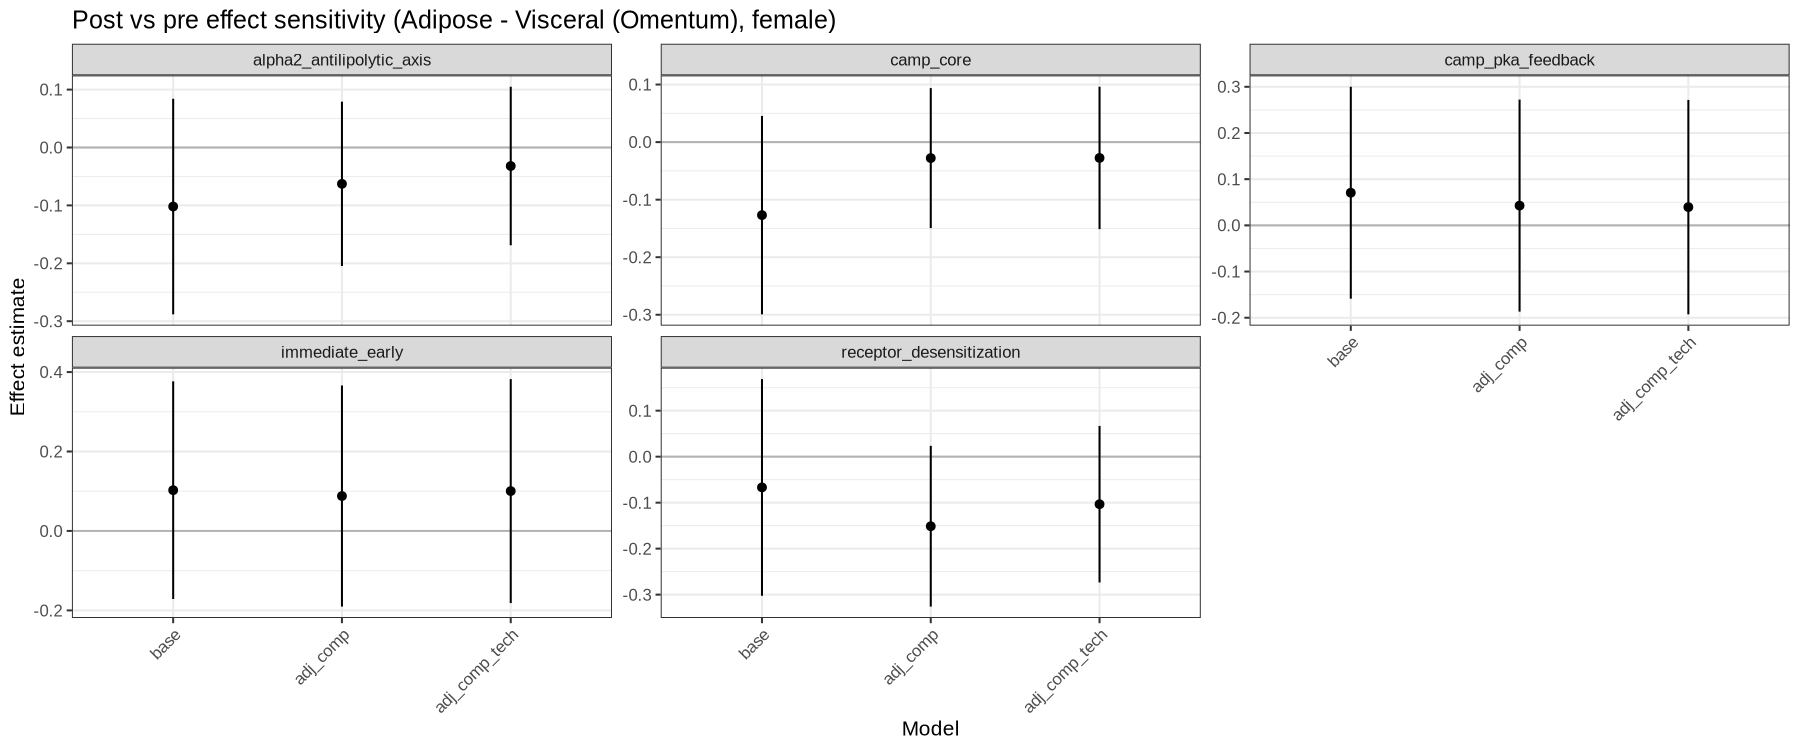 Post vs pre effect sensitivity (Adipose - Visceral (Omentum), female)
alpha2_antilipolytic_axis
camp_core
camp_pka_feedback
0.1
0.0
-0.1
-0.2
-0.3
0.1
0.0
-0.1
-0.2
-0.3
0.3
0.2
0.1
0.0
-0.1
-0.2
base
adj_comp
adj_comp_tech
Effect estimate
immediate_early
receptor_desensitization
0.4
0.2
0.0
-0.2
0.1
0.0
-0.1
-0.2
-0.3
base
adj_comp
adj_comp_tech
base
adj_comp
adj_comp_tech
Model